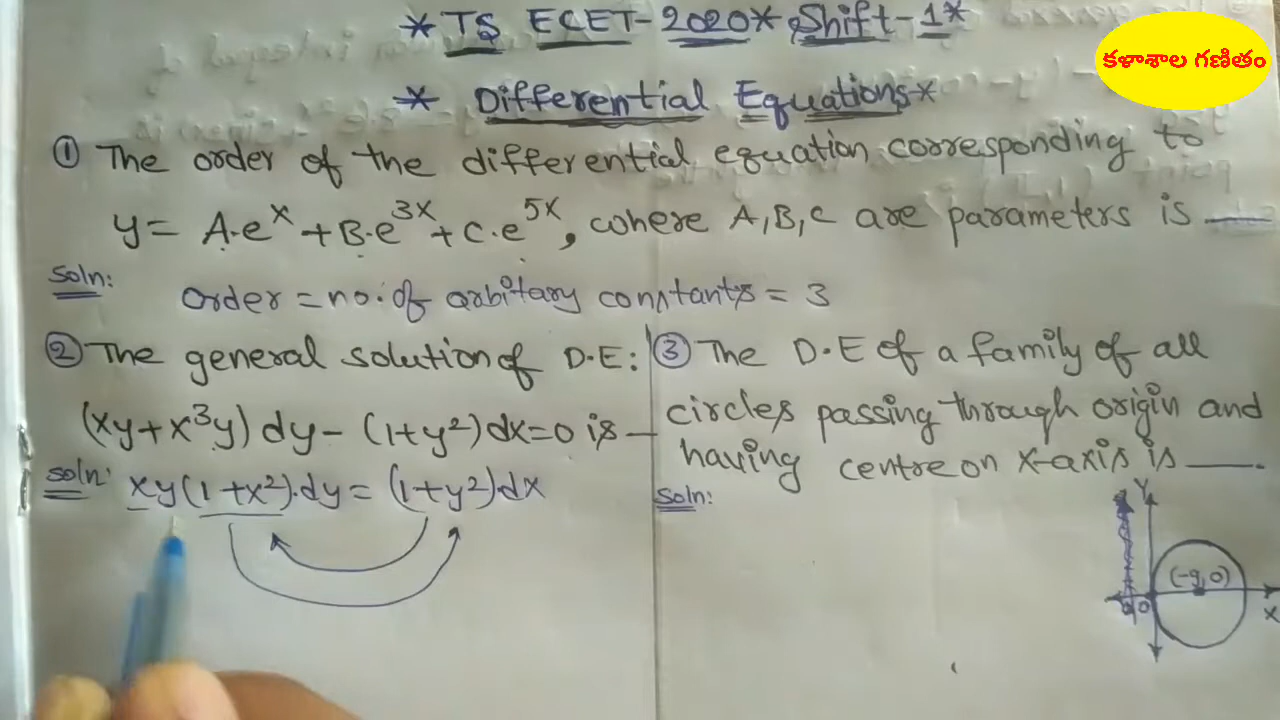 *TS ECET-2020* Shift-1*
కళాశాల గణితం
* Differential Equations*
① The order of the differential equation corresponding to
y = A.e^x + B.e^3x + C.e^5x, where A,B,C are parameters is ____
Soln:
order = no. of arbitary constants = 3
② The general solution of D.E:
(xy+x³y) dy - (1+y²) dx = 0 is —
Soln:
xy(1+x²).dy = (1+y²).dx
③ The D.E of a family of all
circles passing through origin and
having centre on x-axis is ____.
Soln:
Y
(-g,0)
O
X